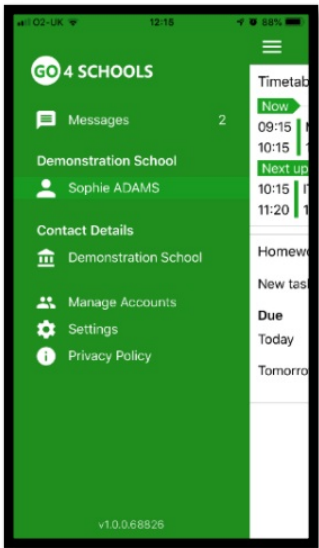 O2-UK 12:15 88%
GO 4 SCHOOLS
Messages 2
Demonstration School
Sophie ADAMS
Contact Details
Demonstration School
Manage Accounts
Settings
Privacy Policy
v1.0.0.68826
Timetab
Now
09:15
10:15
Next up
10:15
11:20
Homewo
New tas
Due
Today
Tomorro